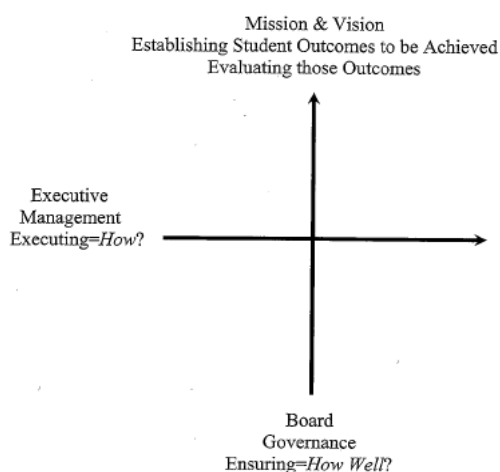 Mission & Vision
Establishing Student Outcomes to be Achieved
Evaluating those Outcomes
Executive
Management
Executing=How?
Board
Governance
Ensuring=How Well?